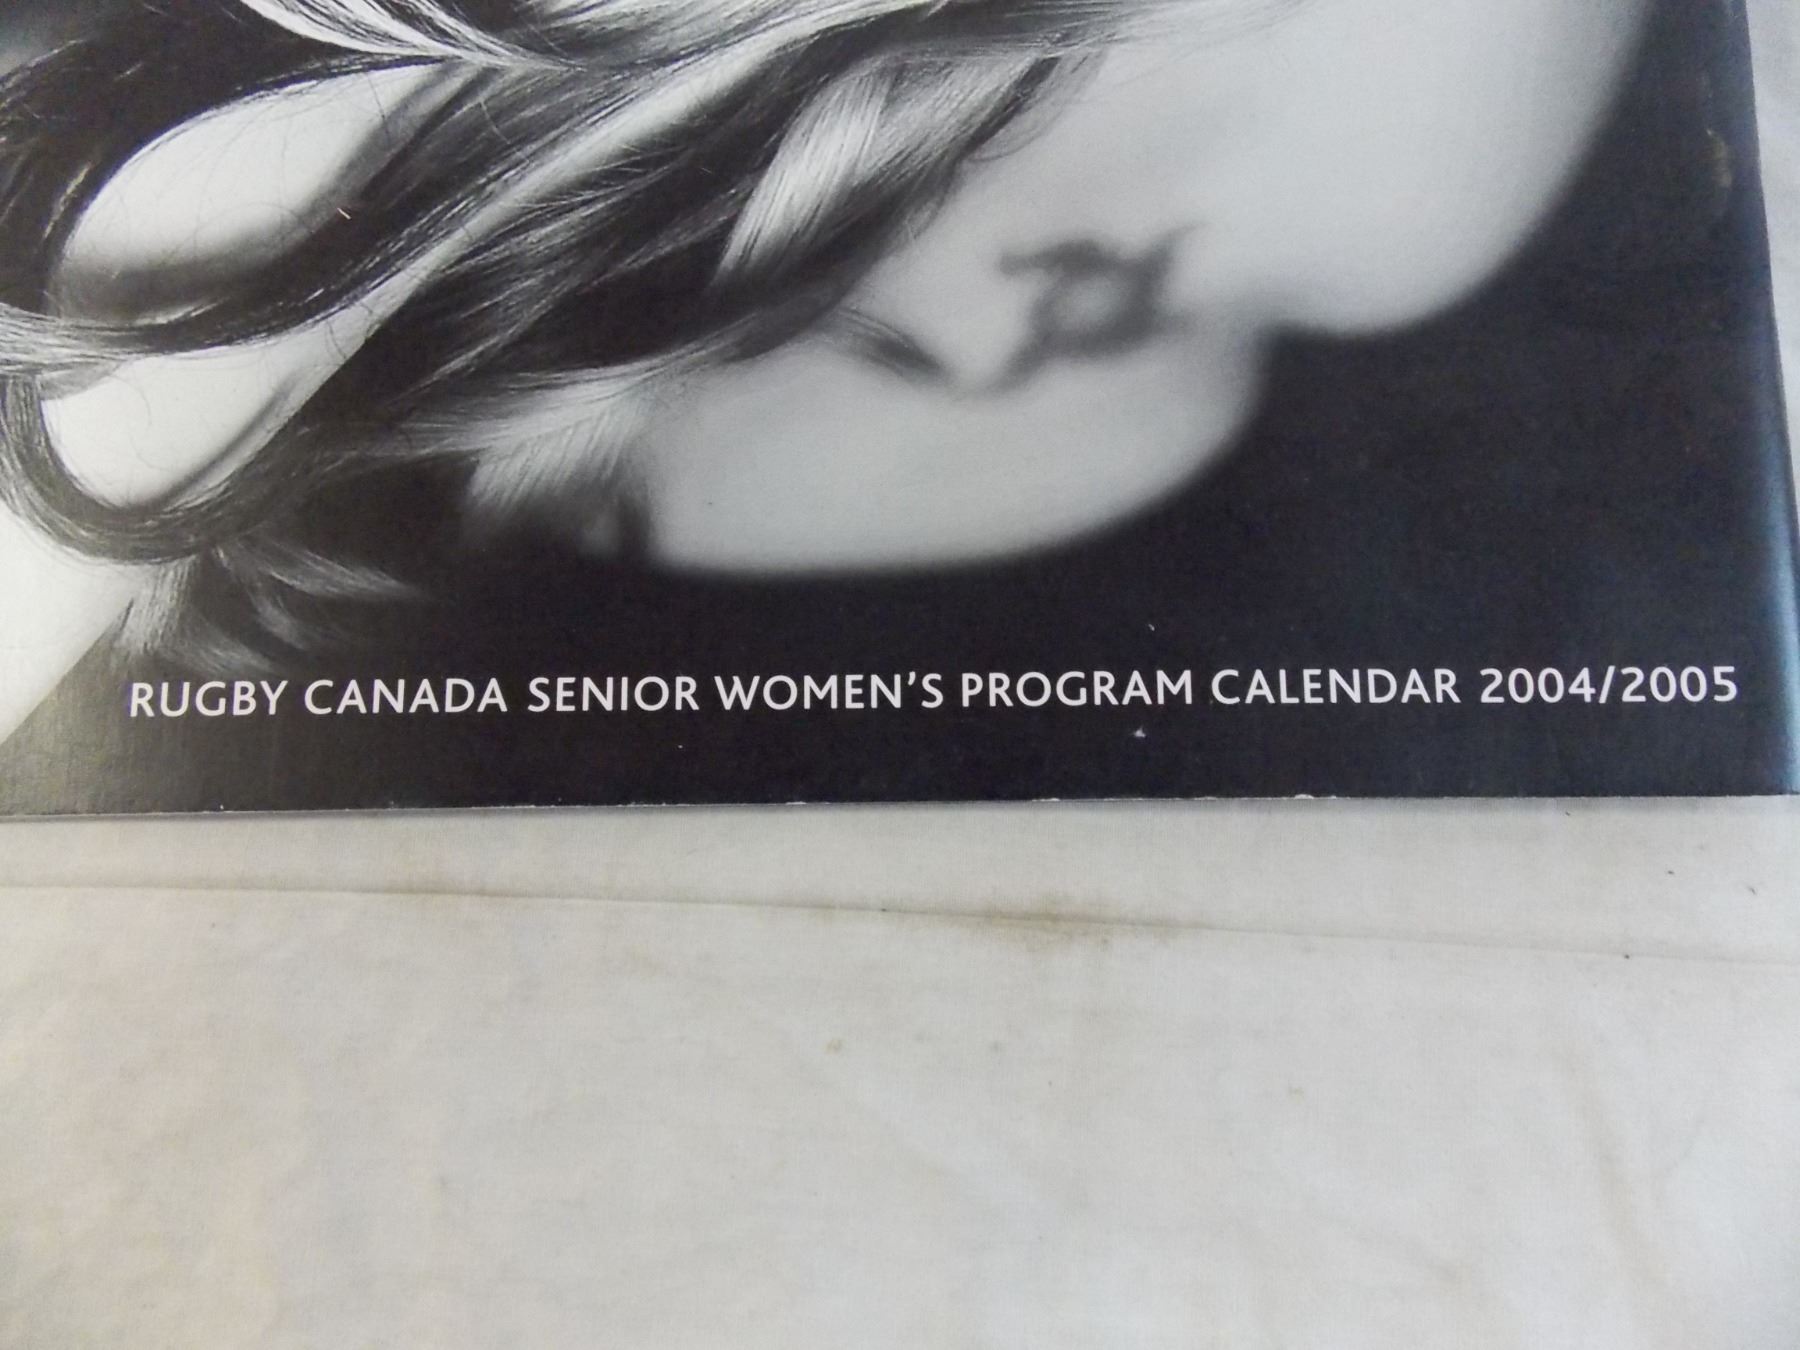 RUGBY CANADA SENIOR WOMEN'S PROGRAM CALENDAR 2004/2005